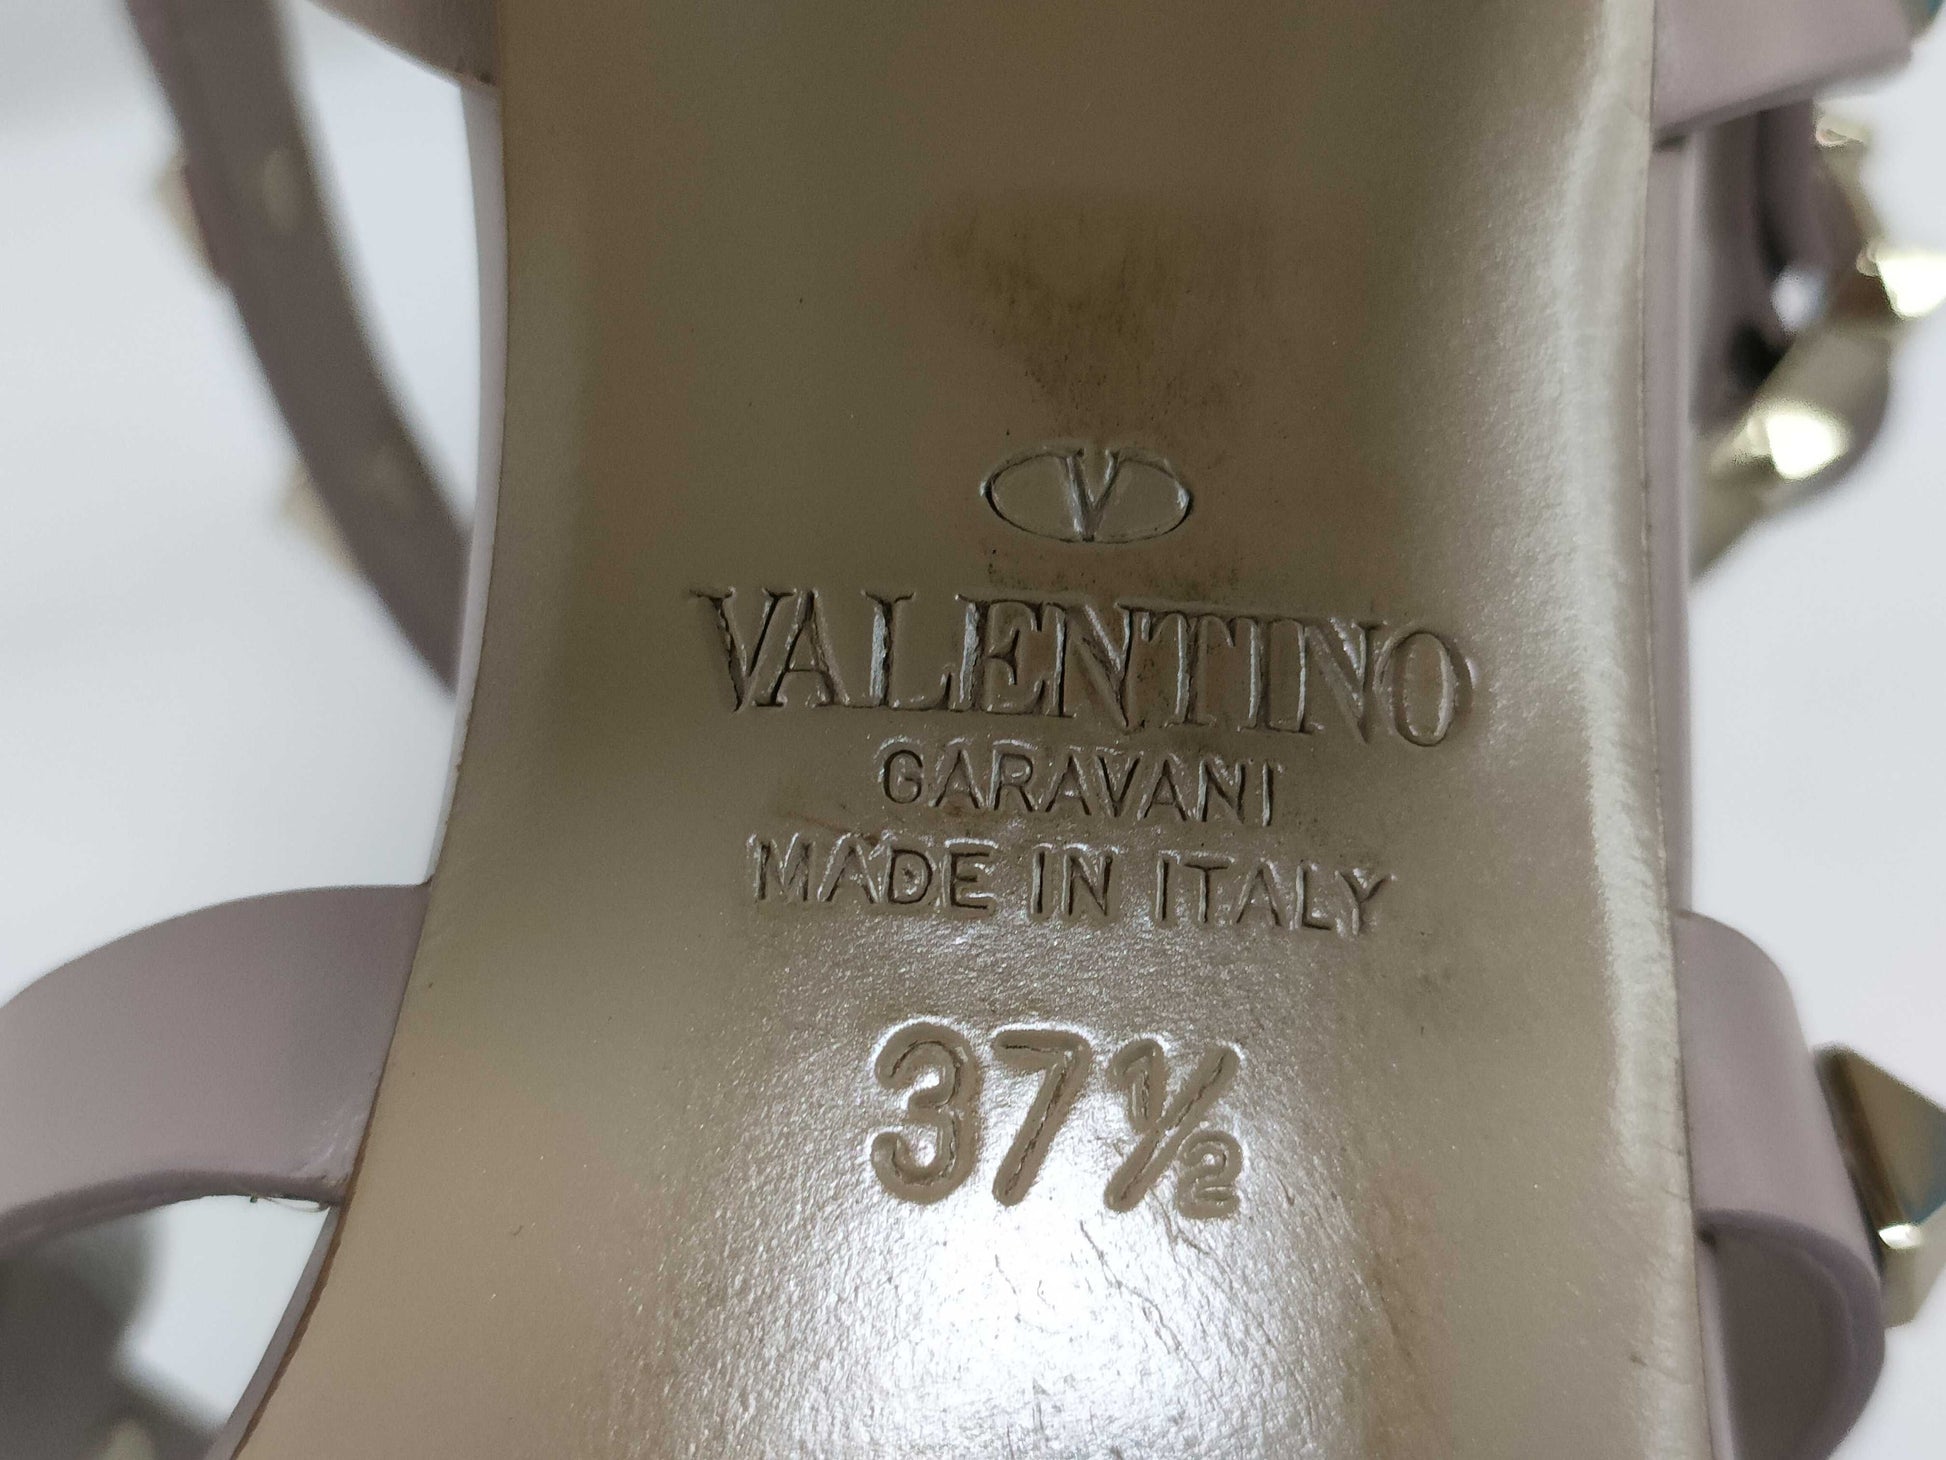 V
VALENTINO
GARAVANI
MADE IN ITALY
37½